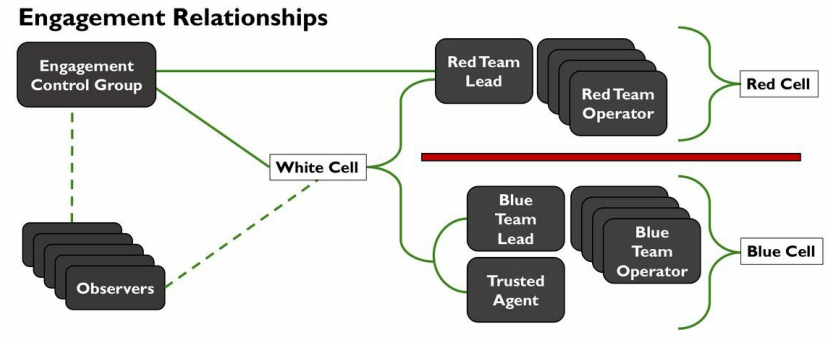 Engagement Relationships
Engagement
Control Group
Red Team
Lead
Red Team
Operator
Red Cell
White Cell
Blue
Team
Lead
Blue
Team
Operator
Blue Cell
Trusted
Agent
Observers